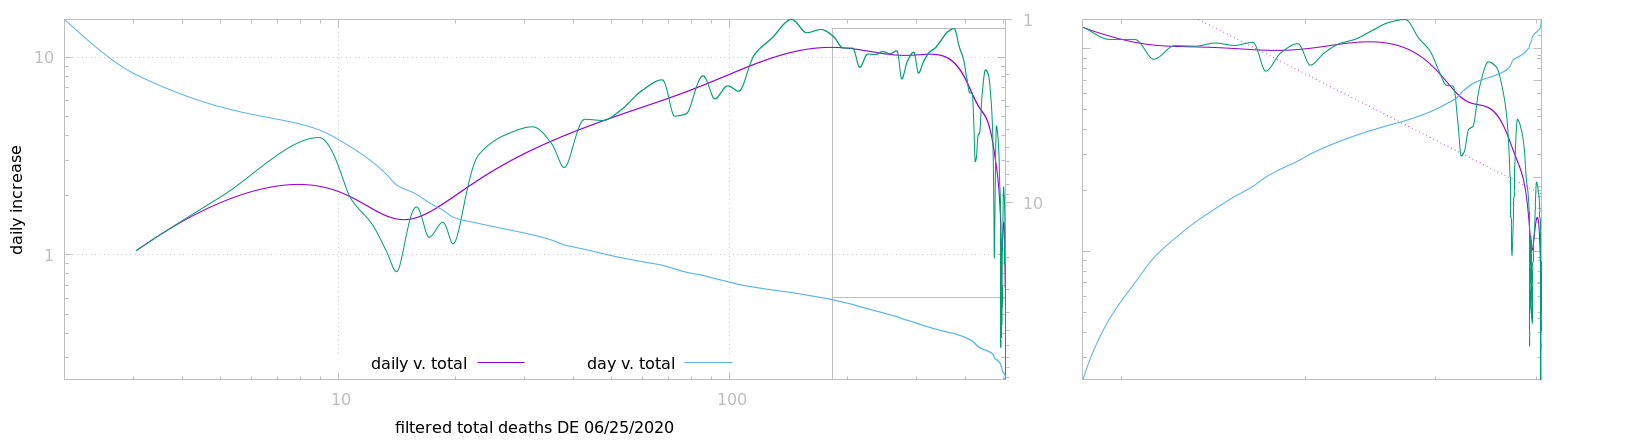 10
1
daily increase
1
10
daily v. total
day v. total
10
100
filtered total deaths DE 06/25/2020